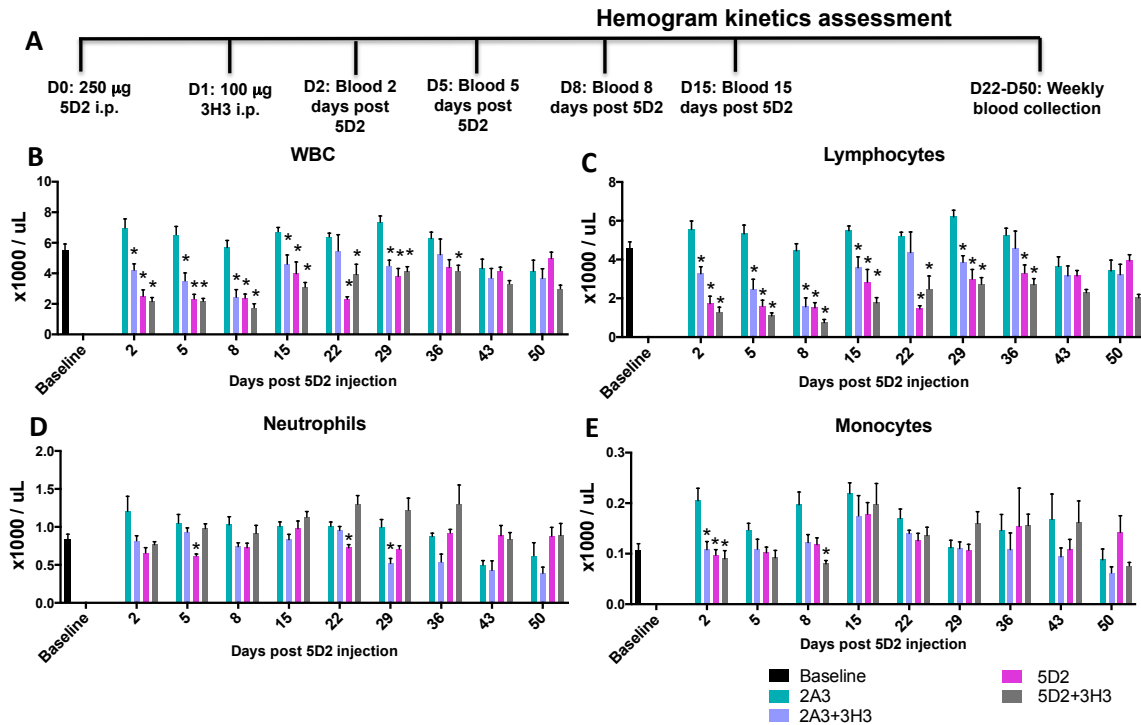 Hemogram kinetics assessment
A
D0: 250 µg
5D2 i.p.
D1: 100 µg
3H3 i.p.
D2: Blood 2
days post
5D2
D5: Blood 5
days post
5D2
D8: Blood 8
days post 5D2
D15: Blood 15
days post 5D2
D22-D50: Weekly
blood collection
B
WBC
x1000 / uL
10
8
6
4
2
0
* * * * * * * * * * * * * * * * * *
Baseline 2 5 8 15 22 29 36 43 50
Days post 5D2 injection
C
Lymphocytes
x1000 / uL
8
6
4
2
0
* * * * * * * * * * * * * * * * * * *
Baseline 2 5 8 15 22 29 36 43 50
Days post 5D2 injection
D
Neutrophils
x1000 / uL
2.0
1.5
1.0
0.5
0.0
* * *
Baseline 2 5 8 15 22 29 36 43 50
Days post 5D2 injection
E
Monocytes
x1000 / uL
0.3
0.2
0.1
0.0
* * * *
Baseline 2 5 8 15 22 29 36 43 50
Days post 5D2 injection
Baseline
2A3
2A3+3H3
5D2
5D2+3H3